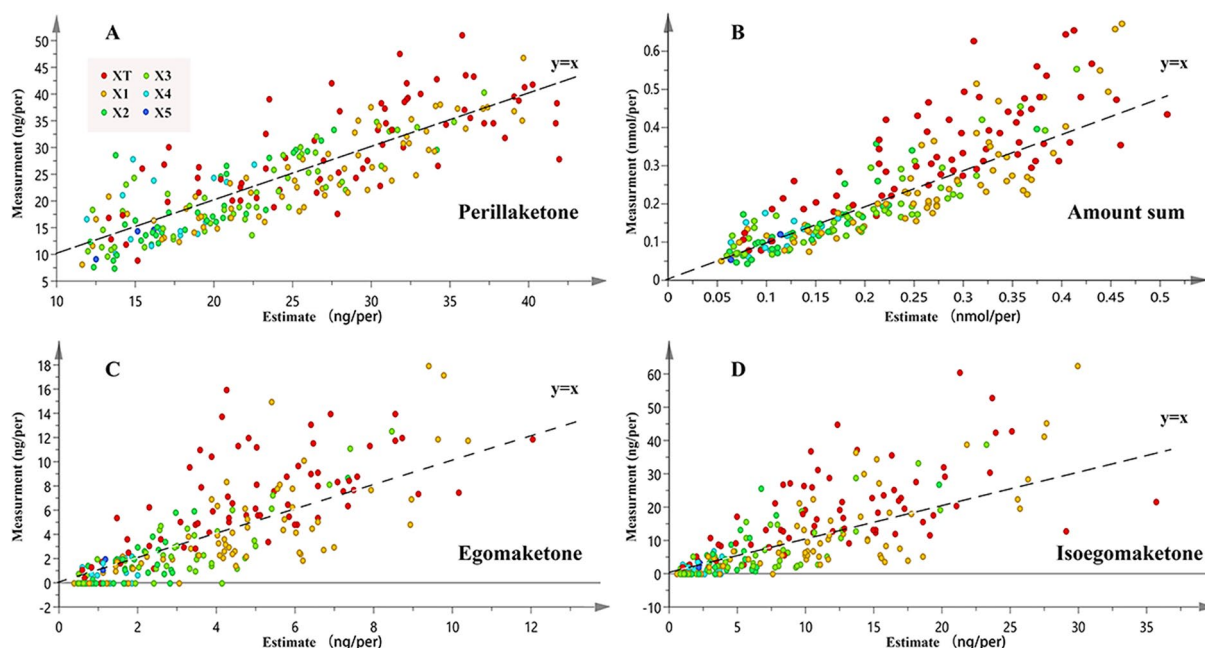 A
Measurment (ng/per)
50
45
40
35
30
25
20
15
10
5
XT X3
X1 X4
X2 X5
y=x
Perillaketone
10 15 20 25 30 35 40
Estimate (ng/per)
B
Measurment (nmol/per)
0.6
0.5
0.4
0.3
0.2
0.1
0
y=x
Amount sum
0 0.05 0.1 0.15 0.2 0.25 0.3 0.35 0.4 0.45 0.5
Estimate (nmol/per)
C
Measurment (ng/per)
18
16
14
12
10
8
6
4
2
0
-2
y=x
Egomaketone
0 2 4 6 8 10 12
Estimate (ng/per)
D
Measurment (ng/per)
60
50
40
30
20
10
0
-10
y=x
Isoegomaketone
0 5 10 15 20 25 30 35
Estimate (ng/per)